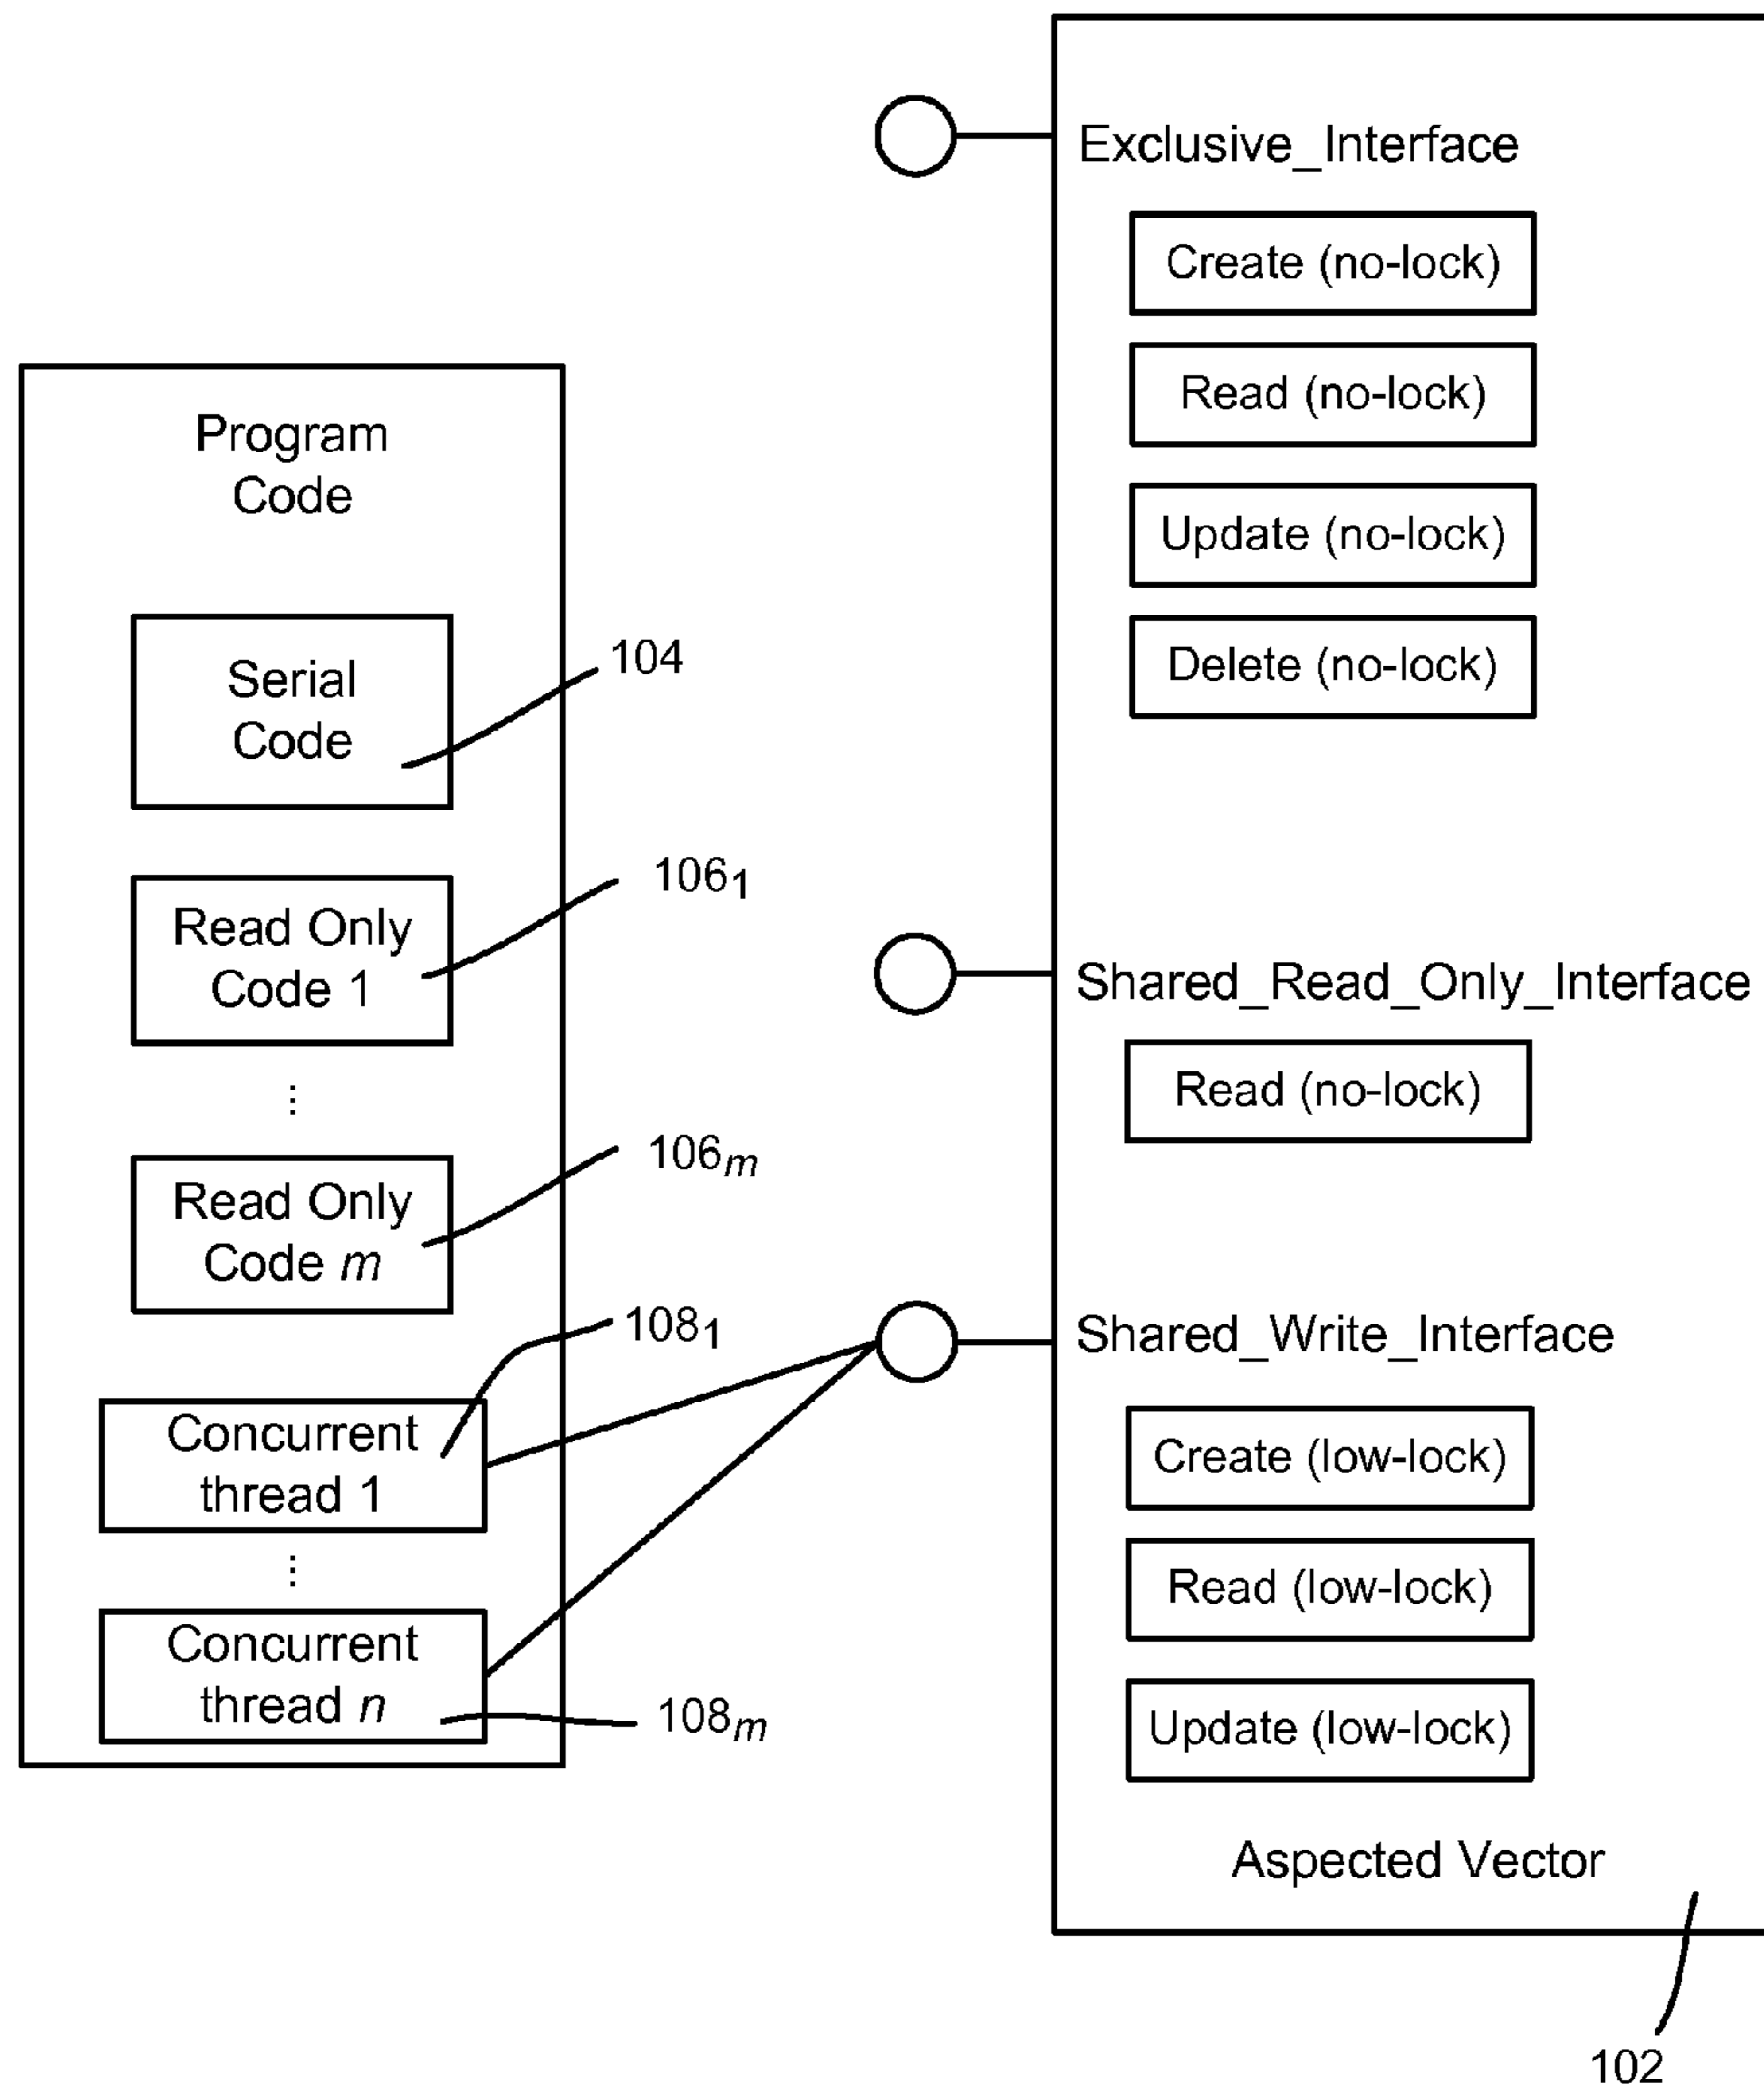 Program
Code
Serial
Code
104
Read Only
Code 1
106₁
⋮
Read Only
Code m
106ₘ
Concurrent
thread 1
108₁
⋮
Concurrent
thread n
108ₘ
Exclusive_Interface
Create (no-lock)
Read (no-lock)
Update (no-lock)
Delete (no-lock)
Shared_Read_Only_Interface
Read (no-lock)
Shared_Write_Interface
Create (low-lock)
Read (low-lock)
Update (low-lock)
Aspected Vector
102